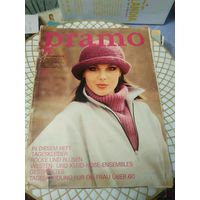 pramo
IN DIESEM HEFT
TAGESKLEIDER
RÖCKE UND BLUSEN
WESTEN- UND KLEID-HOSE-ENSEMBLES
GESTRICKTES
TAGESKLEIDUNG FÜR DIE FRAU ÜBER 60